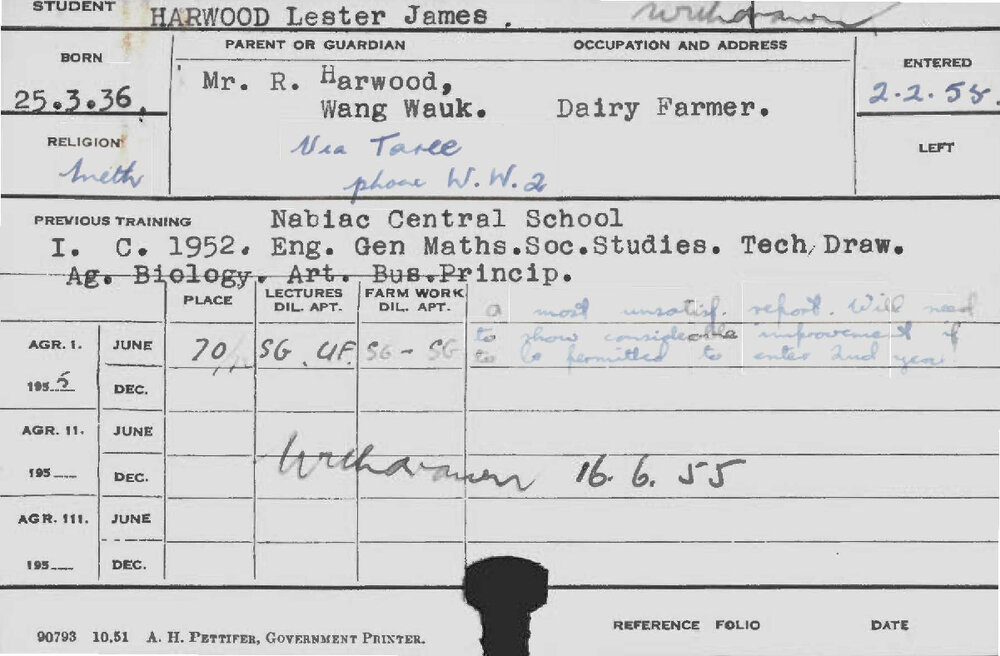 STUDENT HARWOOD Lester James. Withdrawn
PARENT OR GUARDIAN OCCUPATION AND ADDRESS
BORN ENTERED
Mr. R. Harwood,
25.3.36. Wang Wauk. Dairy Farmer. 2.2.55.
RELIGION Via Taree LEFT
Meth phone W.W.2
PREVIOUS TRAINING Nabiac Central School
I. C. 1952. Eng. Gen Maths.Soc.Studies. Tech Draw.
Ag. Biology. Art. Bus.Princip.
PLACE LECTURES FARM WORK
DIL. APT. DIL. APT.
a most unsatisf. report. Will need
to show considerable improvement if
to be permitted to enter 2nd year!
AGR. I. JUNE 70 SG UF SG - SG
1955 DEC.
AGR. II. JUNE
195 DEC. Withdrawn 16.6.55
AGR. III. JUNE
195 DEC.
REFERENCE FOLIO DATE
90793 10,51 A. H. PETTIFER, GOVERNMENT PRINTER.